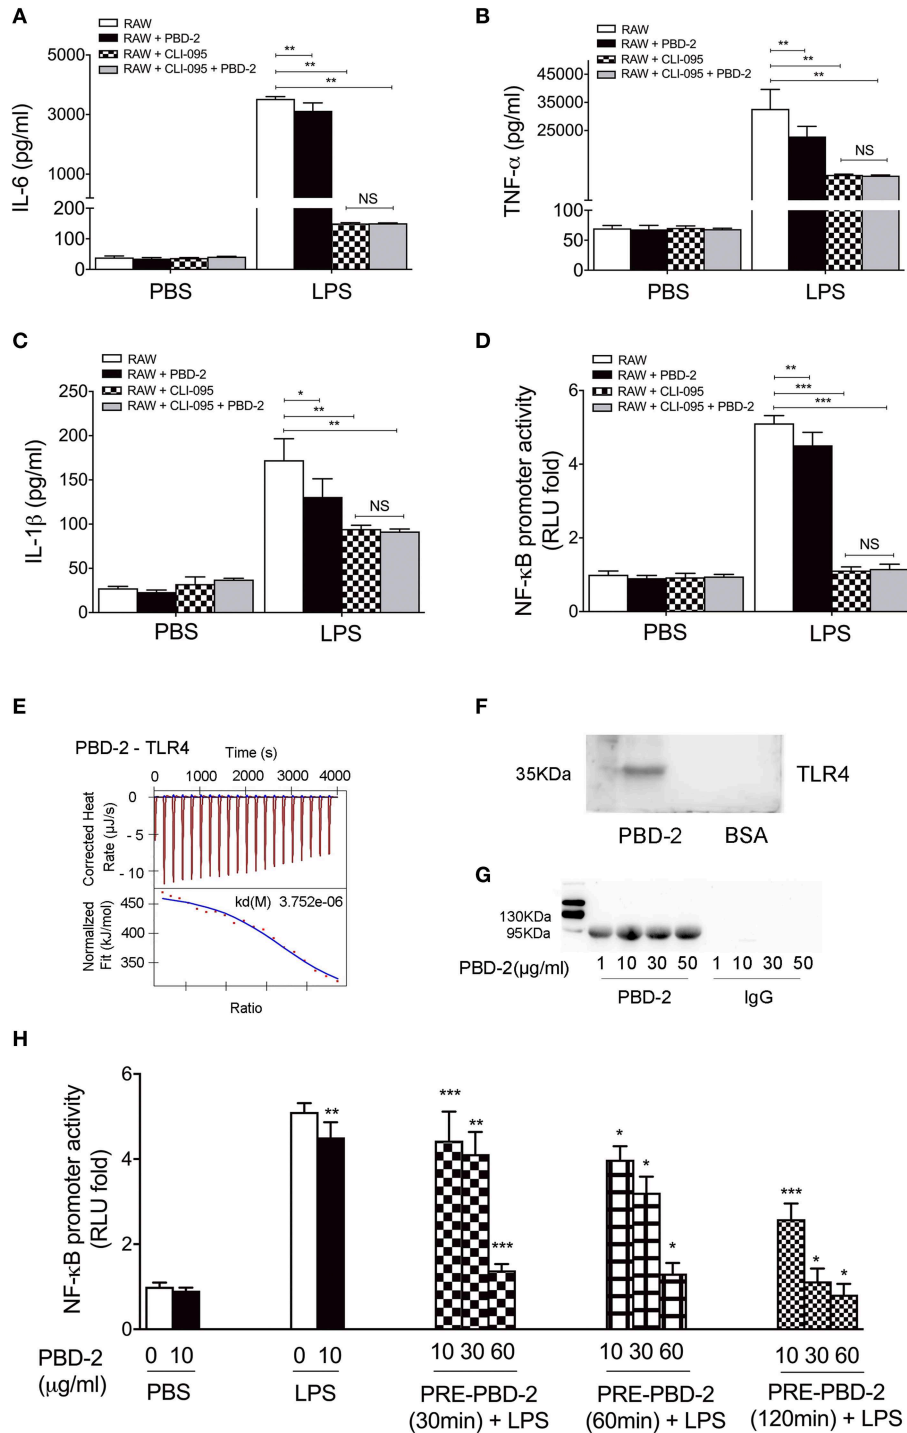 A
RAW
RAW + PBD-2
RAW + CLI-095
RAW + CLI-095 + PBD-2
IL-6 (pg/ml)
5000
3000
1000
200
100
0
**
**
**
NS
PBS
LPS
B
RAW
RAW + PBD-2
RAW + CLI-095
RAW + CLI-095 + PBD-2
TNF-α (pg/ml)
45000
35000
25000
100
50
0
**
**
**
NS
PBS
LPS
C
RAW
RAW + PBD-2
RAW + CLI-095
RAW + CLI-095 + PBD-2
IL-1β (pg/ml)
250
200
150
100
50
0
*
**
**
NS
PBS
LPS
D
RAW
RAW + PBD-2
RAW + CLI-095
RAW + CLI-095 + PBD-2
NF-κB promoter activity
(RLU fold)
6
4
2
0
**
***
***
NS
PBS
LPS
E
PBD-2 - TLR4
Time (s)
0 1000 2000 3000 4000
Corrected Heat
Rate (μJ/s)
0
- 5
- 10
kd(M) 3.752e-06
Normalized
Fit (kJ/mol)
450
400
350
Ratio
F
35KDa
TLR4
PBD-2 BSA
G
130KDa
95KDa
PBD-2(μg/ml) 1 10 30 50 1 10 30 50
PBD-2 IgG
H
NF-κB promoter activity
(RLU fold)
6
4
2
0
**
***
**
***
*
*
*
***
*
*
PBD-2
(μg/ml)
0 10 0 10 10 30 60 10 30 60 10 30 60
PBS LPS PRE-PBD-2 PRE-PBD-2 PRE-PBD-2
(30min) + LPS (60min) + LPS (120min) + LPS